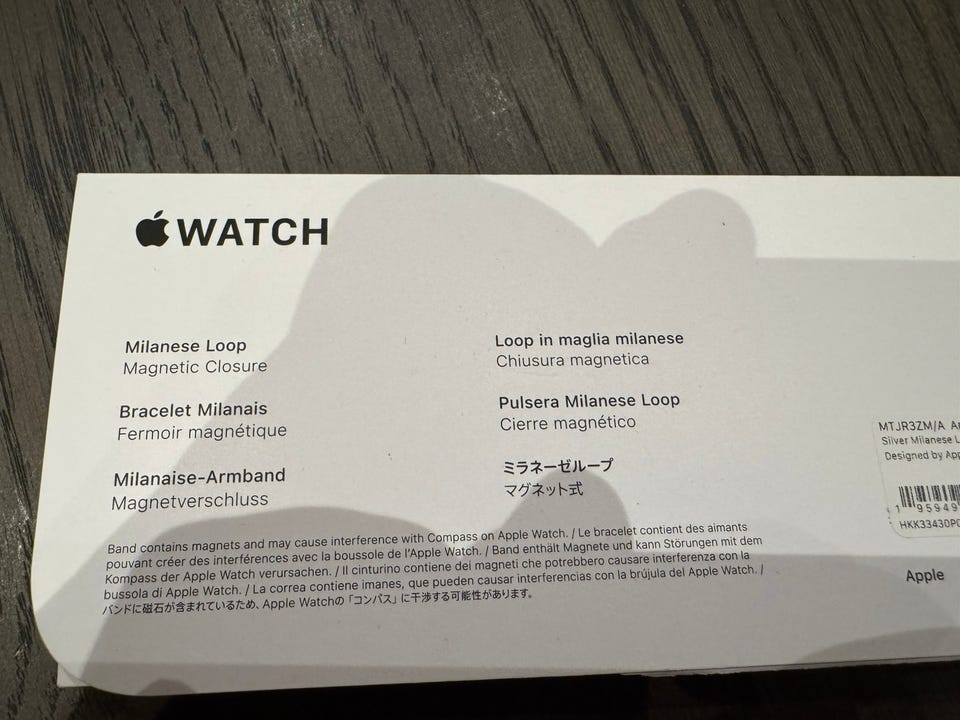 WATCH
Milanese Loop
Magnetic Closure
Bracelet Milanais
Fermoir magnétique
Milanaise-Armband
Magnetverschluss
Loop in maglia milanese
Chiusura magnetica
Pulsera Milanese Loop
Cierre magnético
ミラネーゼループ
マグネット式
Band contains magnets and may cause interference with Compass on Apple Watch. / Le bracelet contient des aimants
pouvant créer des interférences avec la boussole de l'Apple Watch. / Band enthält Magnete und kann Störungen mit dem
Kompass der Apple Watch verursachen. / Il cinturino contiene dei magneti che potrebbero causare interferenza con la
bussola di Apple Watch. / La correa contiene imanes, que pueden causar interferencias con la brújula del Apple Watch. /
バンドに磁石が含まれているため、Apple Watchの「コンパス」に干渉する可能性があります。
MTJR3ZM/A
Silver Milanese
Designed by
1 95949
HKK33430
Apple